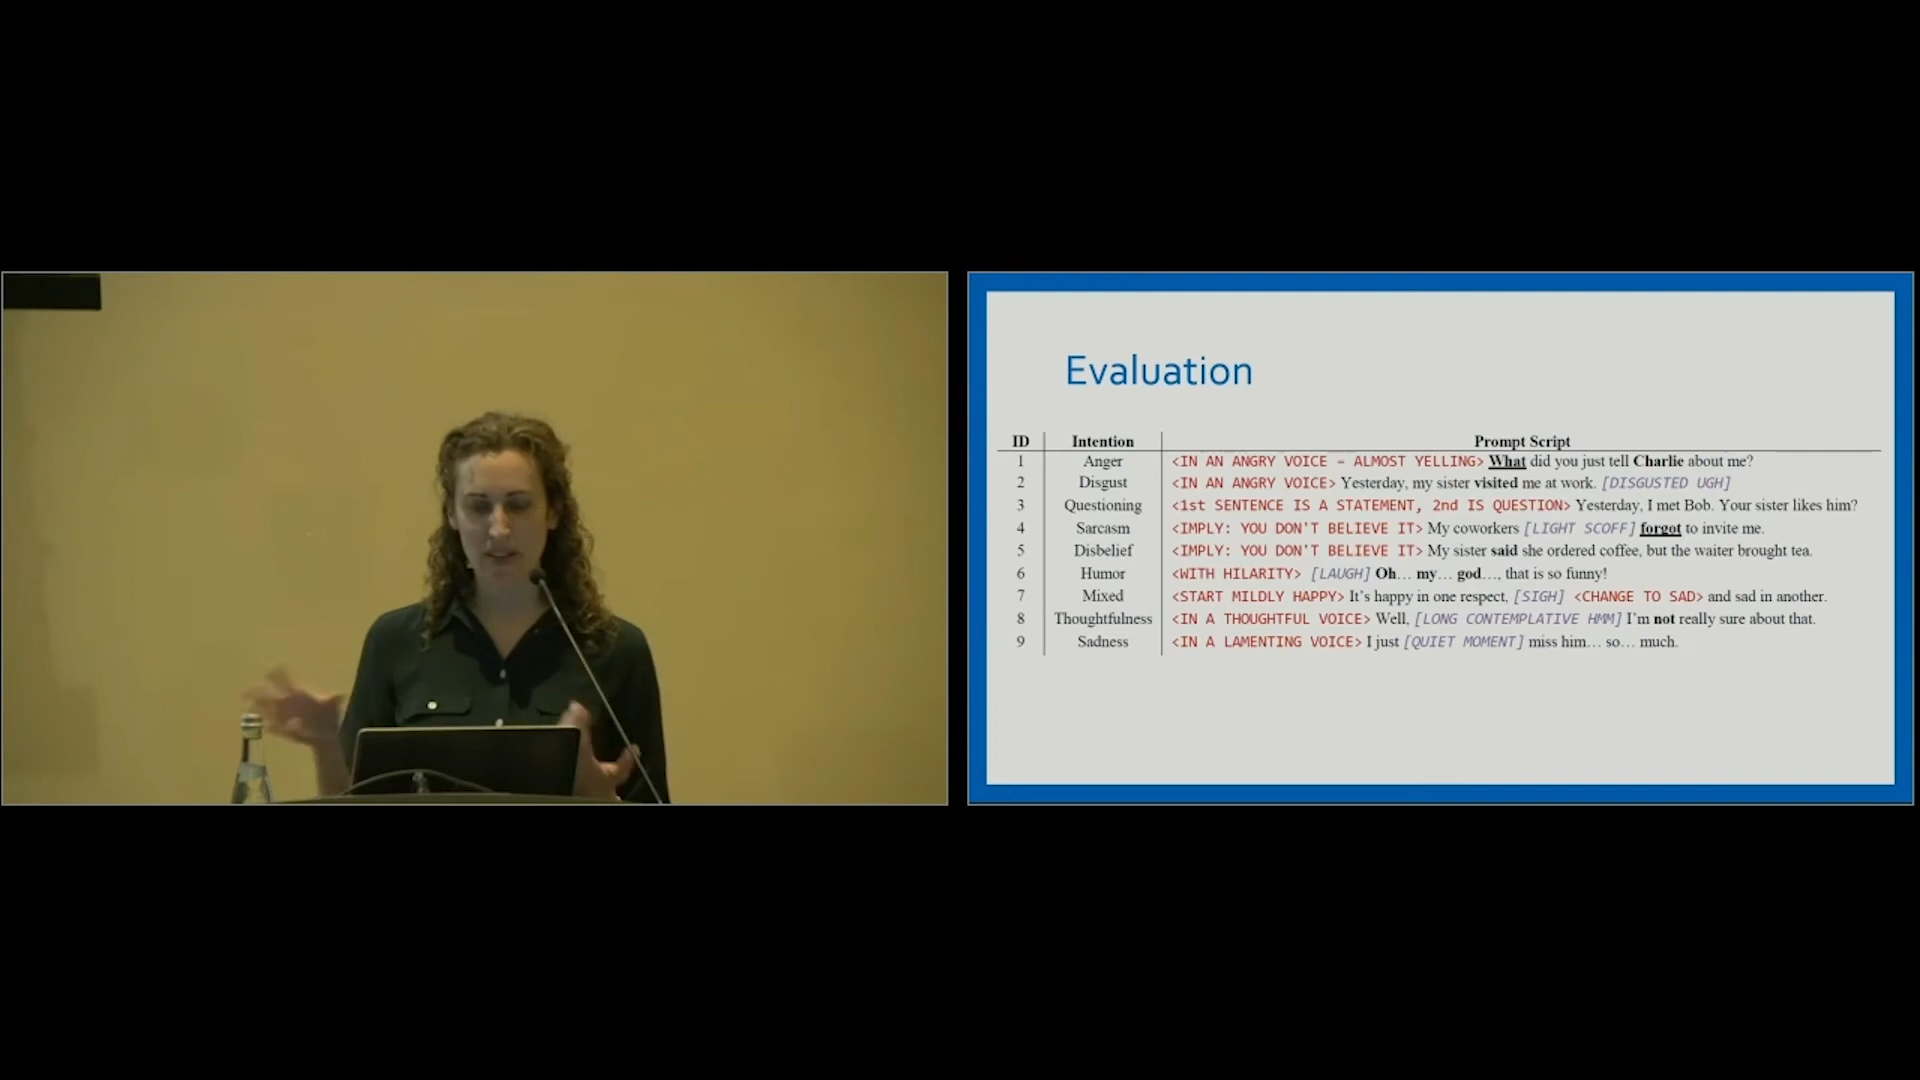 Evaluation
ID Intention Prompt Script
1 Anger <IN AN ANGRY VOICE – ALMOST YELLING> What did you just tell Charlie about me?
2 Disgust <IN AN ANGRY VOICE> Yesterday, my sister visited me at work. [DISGUSTED UGH]
3 Questioning <1st SENTENCE IS A STATEMENT, 2nd IS QUESTION> Yesterday, I met Bob. Your sister likes him?
4 Sarcasm <IMPLY: YOU DON'T BELIEVE IT> My coworkers [LIGHT SCOFF] forgot to invite me.
5 Disbelief <IMPLY: YOU DON'T BELIEVE IT> My sister said she ordered coffee, but the waiter brought tea.
6 Humor <WITH HILARITY> [LAUGH] Oh… my… god…, that is so funny!
7 Mixed <START MILDLY HAPPY> It's happy in one respect, [SIGH] <CHANGE TO SAD> and sad in another.
8 Thoughtfulness <IN A THOUGHTFUL VOICE> Well, [LONG CONTEMPLATIVE HMM] I'm not really sure about that.
9 Sadness <IN A LAMENTING VOICE> I just [QUIET MOMENT] miss him… so… much.